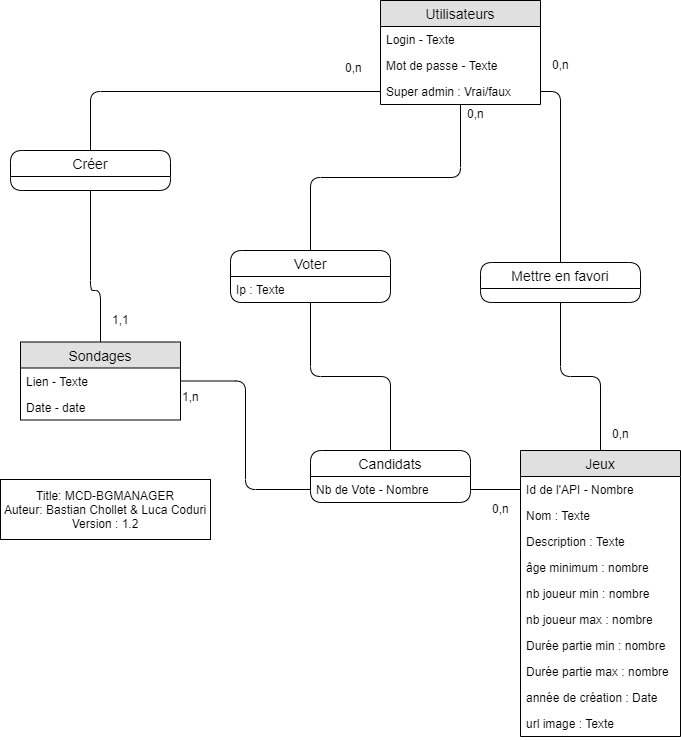 Utilisateurs
Login - Texte
Mot de passe - Texte
Super admin : Vrai/faux
0,n
0,n
0,n
Créer
Voter
Ip : Texte
Mettre en favori
1,1
Sondages
Lien - Texte
Date - date
1,n
0,n
Candidats
Nb de Vote - Nombre
0,n
Jeux
Id de l'API - Nombre
Nom : Texte
Description : Texte
âge minimum : nombre
nb joueur min : nombre
nb joueur max : nombre
Durée partie min : nombre
Durée partie max : nombre
année de création : Date
url image : Texte
Title: MCD-BGMANAGER
Auteur: Bastian Chollet & Luca Coduri
Version : 1.2